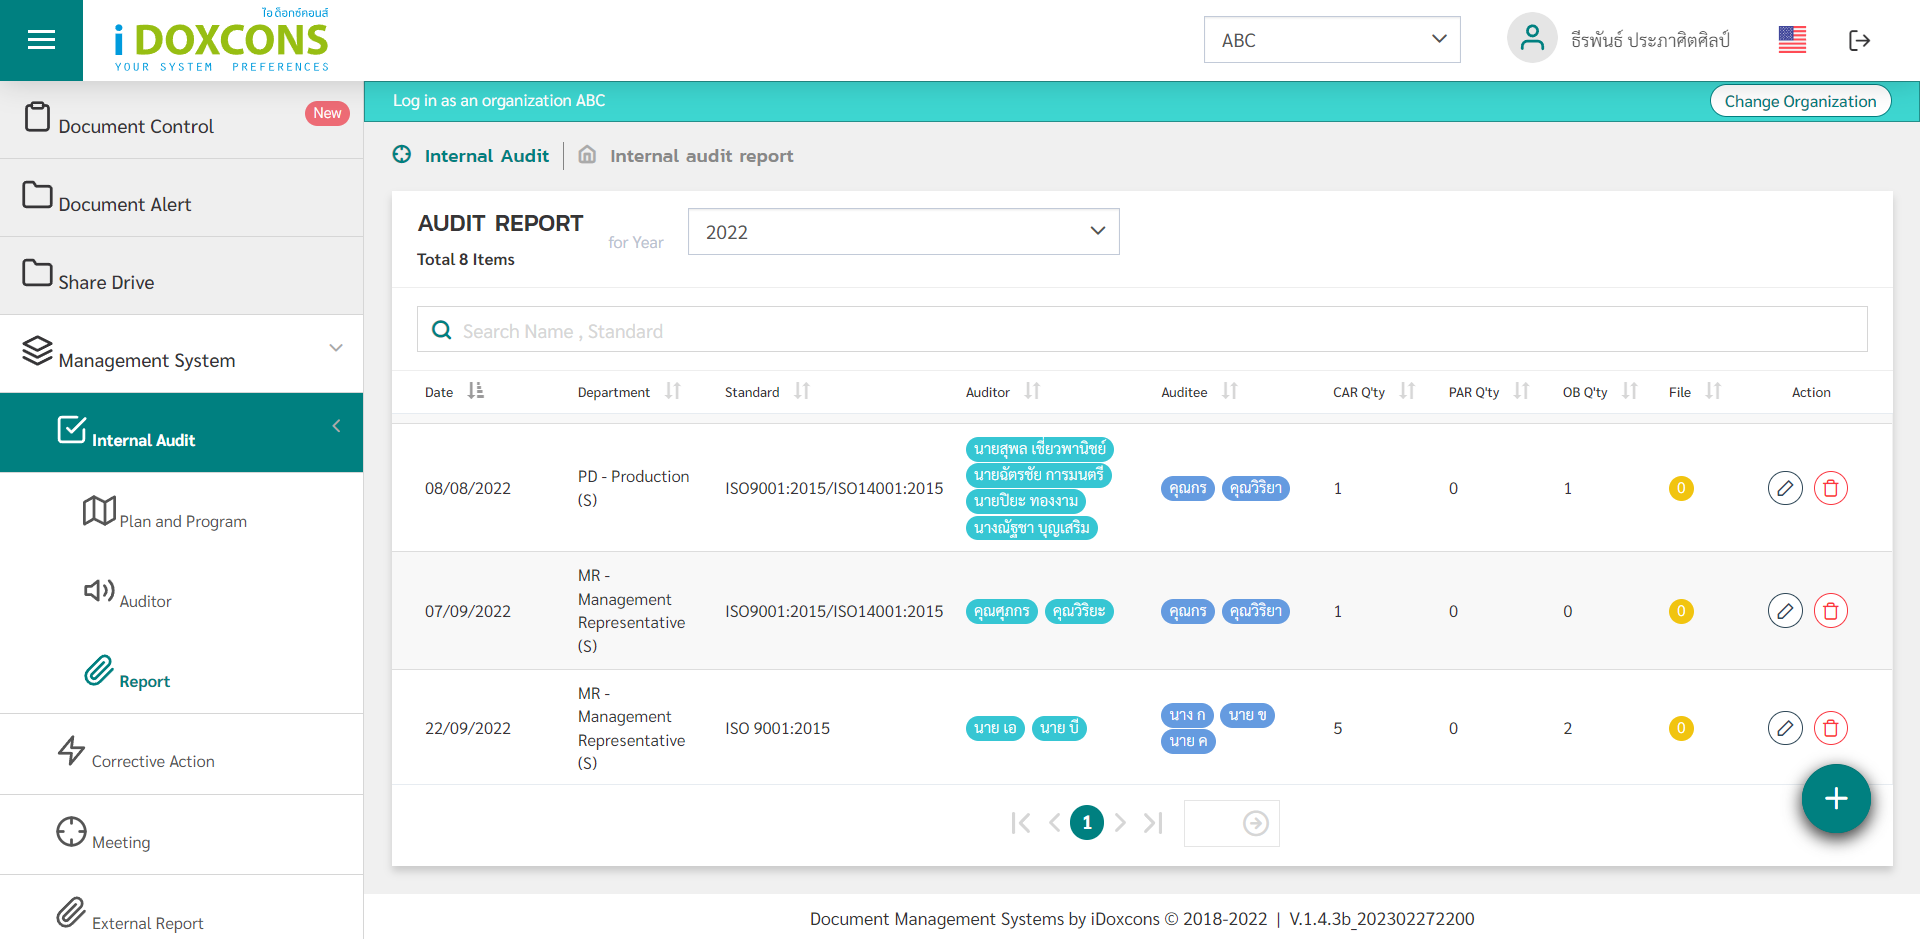 ไอด็อกซ์คอนส์
i DOXCONS
YOUR SYSTEM PREFERENCES
ABC
ธีรพันธ์ ประภาศิตศิลป์
Log in as an organization ABC
Change Organization
Document Control
New
Document Alert
Share Drive
Management System
Internal Audit
Plan and Program
Auditor
Report
Corrective Action
Meeting
External Report
Internal Audit
Internal audit report
AUDIT REPORT
for Year
2022
Total 8 Items
Search Name , Standard
Date Department Standard Auditor Auditee CAR Q'ty PAR Q'ty OB Q'ty File Action
08/08/2022
PD - Production
(S)
ISO9001:2015/ISO14001:2015
นายสุพล เชี่ยวพานิชย์
นายฉัตรชัย การมนตรี
นายปิยะ ทองงาม
นางณัฐชา บุญเสริม
คุณกร คุณวิริยา
1 0 1 0
07/09/2022
MR -
Management
Representative
(S)
ISO9001:2015/ISO14001:2015
คุณศุภกร คุณวิริยะ
คุณกร คุณวิริยา
1 0 0 0
22/09/2022
MR -
Management
Representative
(S)
ISO 9001:2015
นาย เอ นาย บี
นาง ก นาย ข
นาย ค
5 0 2 0
1
Document Management Systems by iDoxcons © 2018-2022 | V.1.4.3b_202302272200